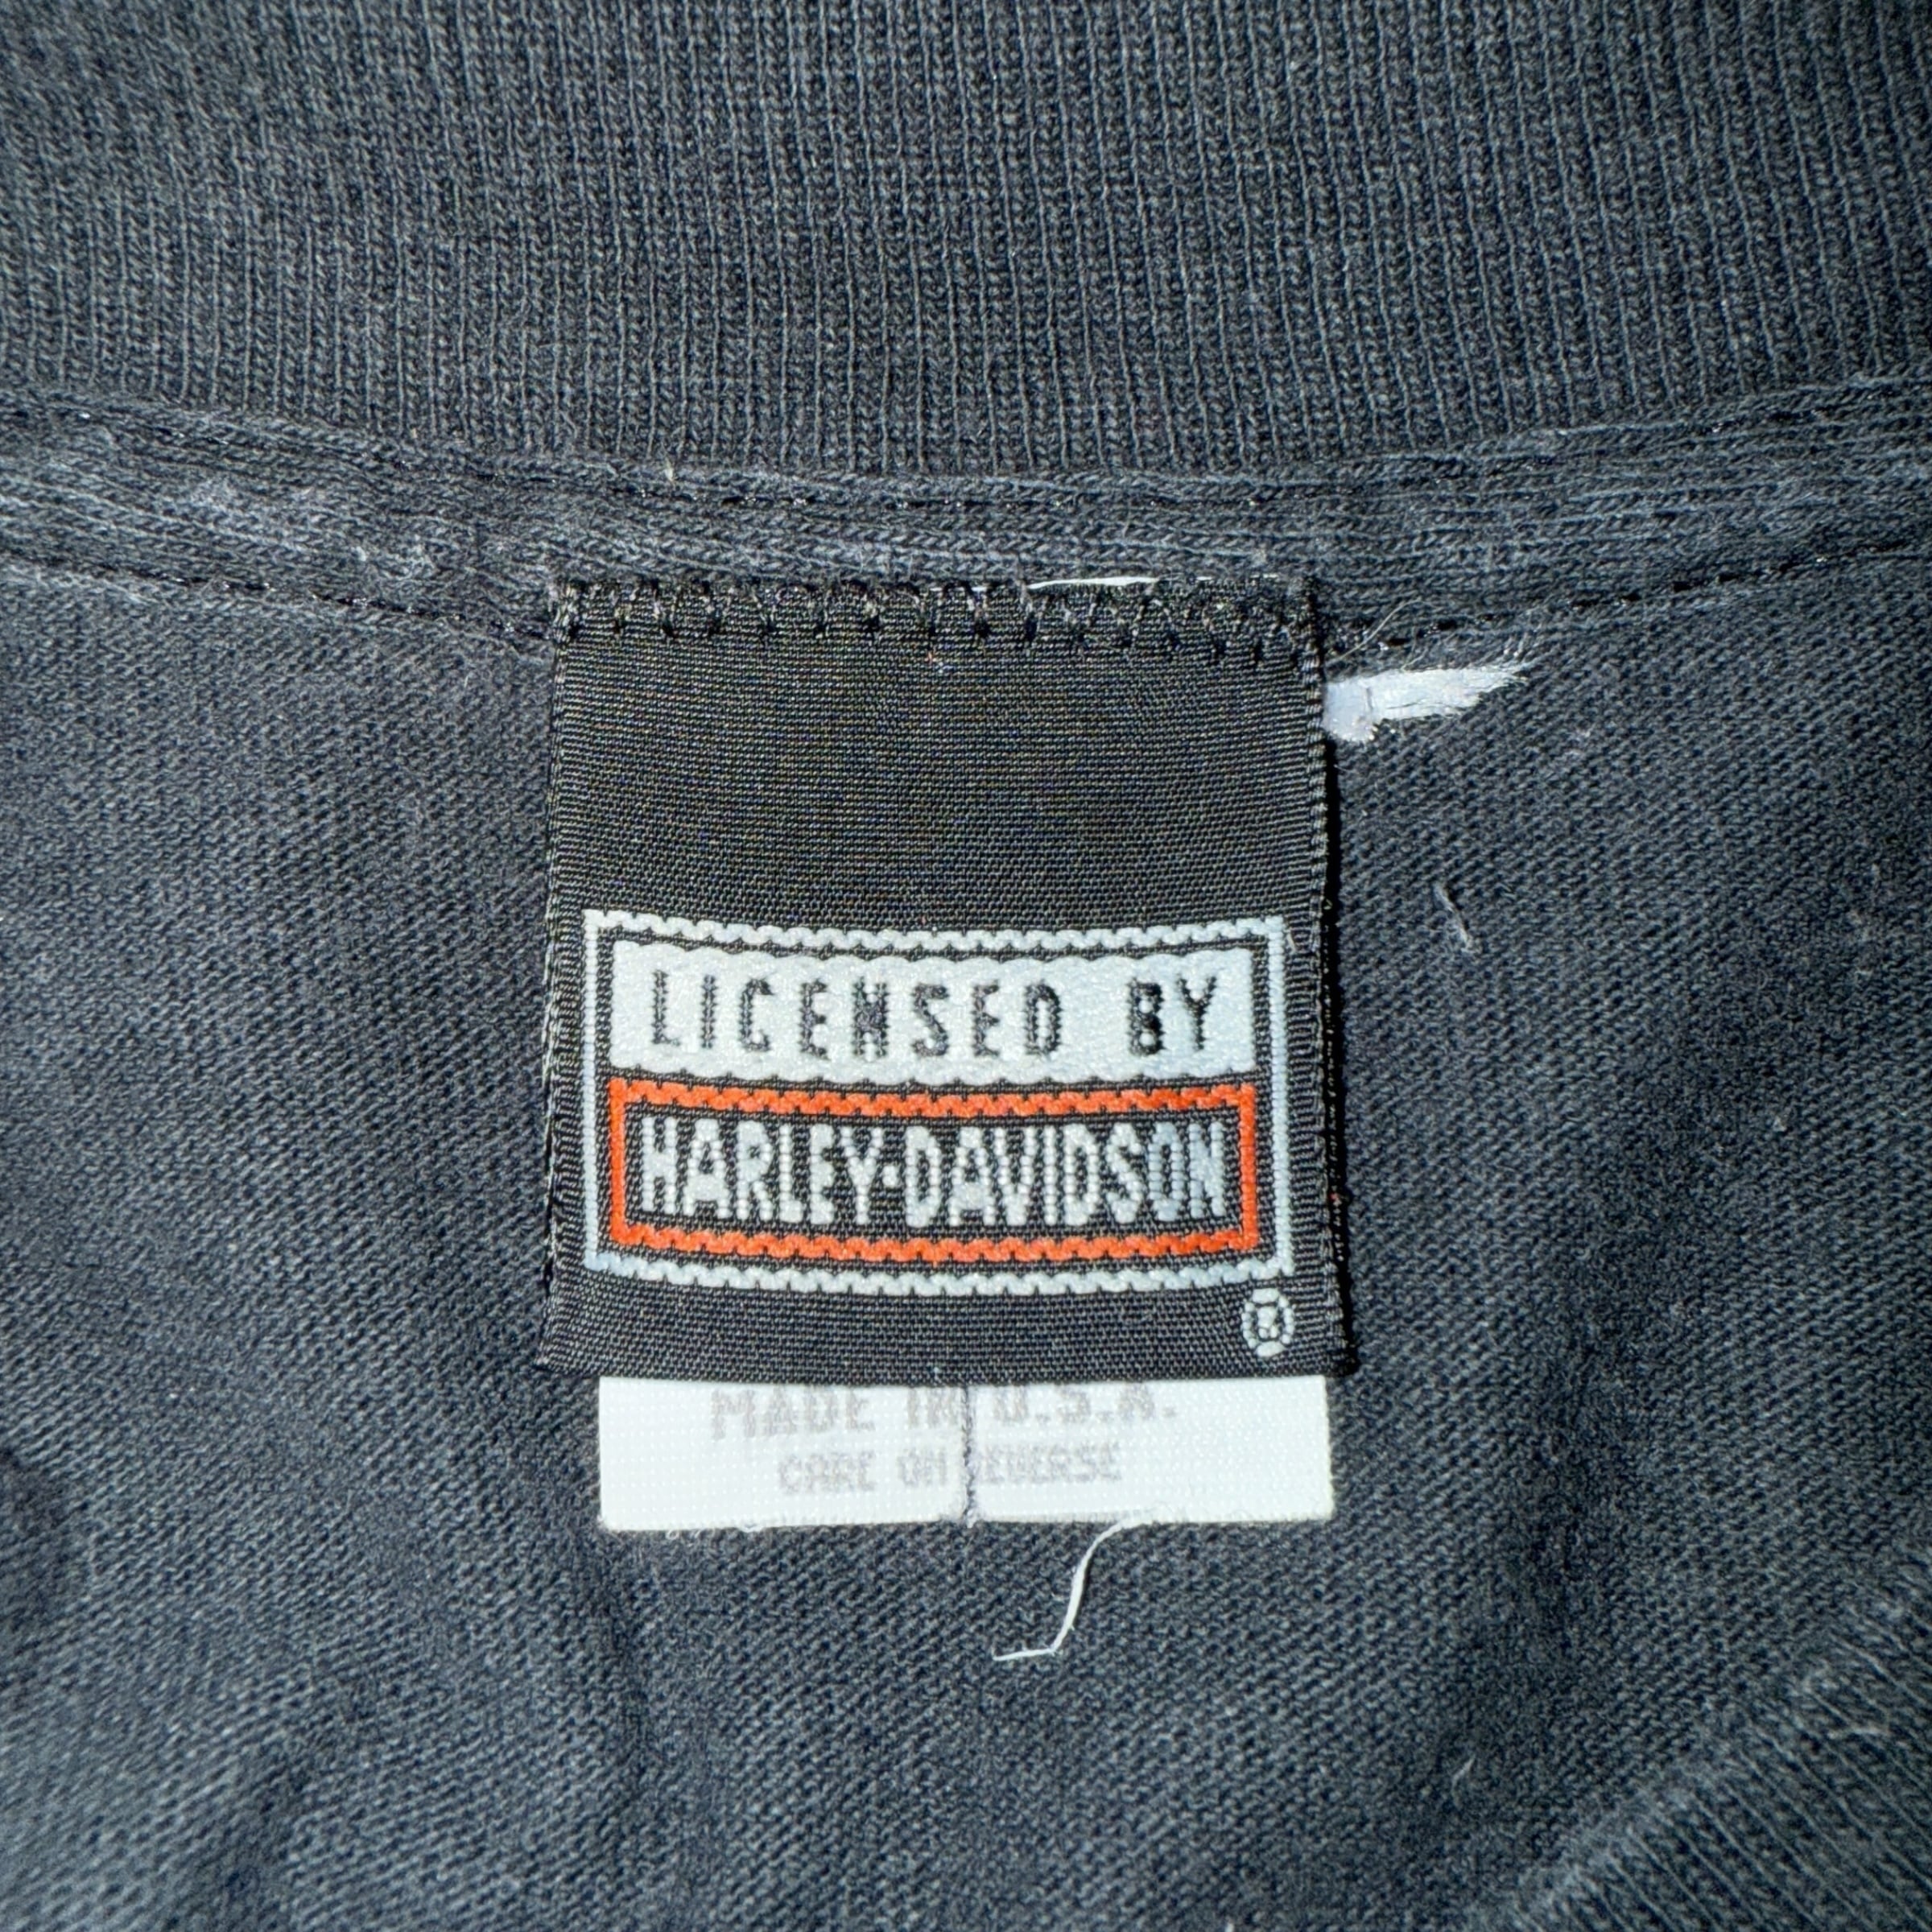 LICENSED BY
HARLEY-DAVIDSON
®
MADE IN U.S.A.
CARE ON REVERSE